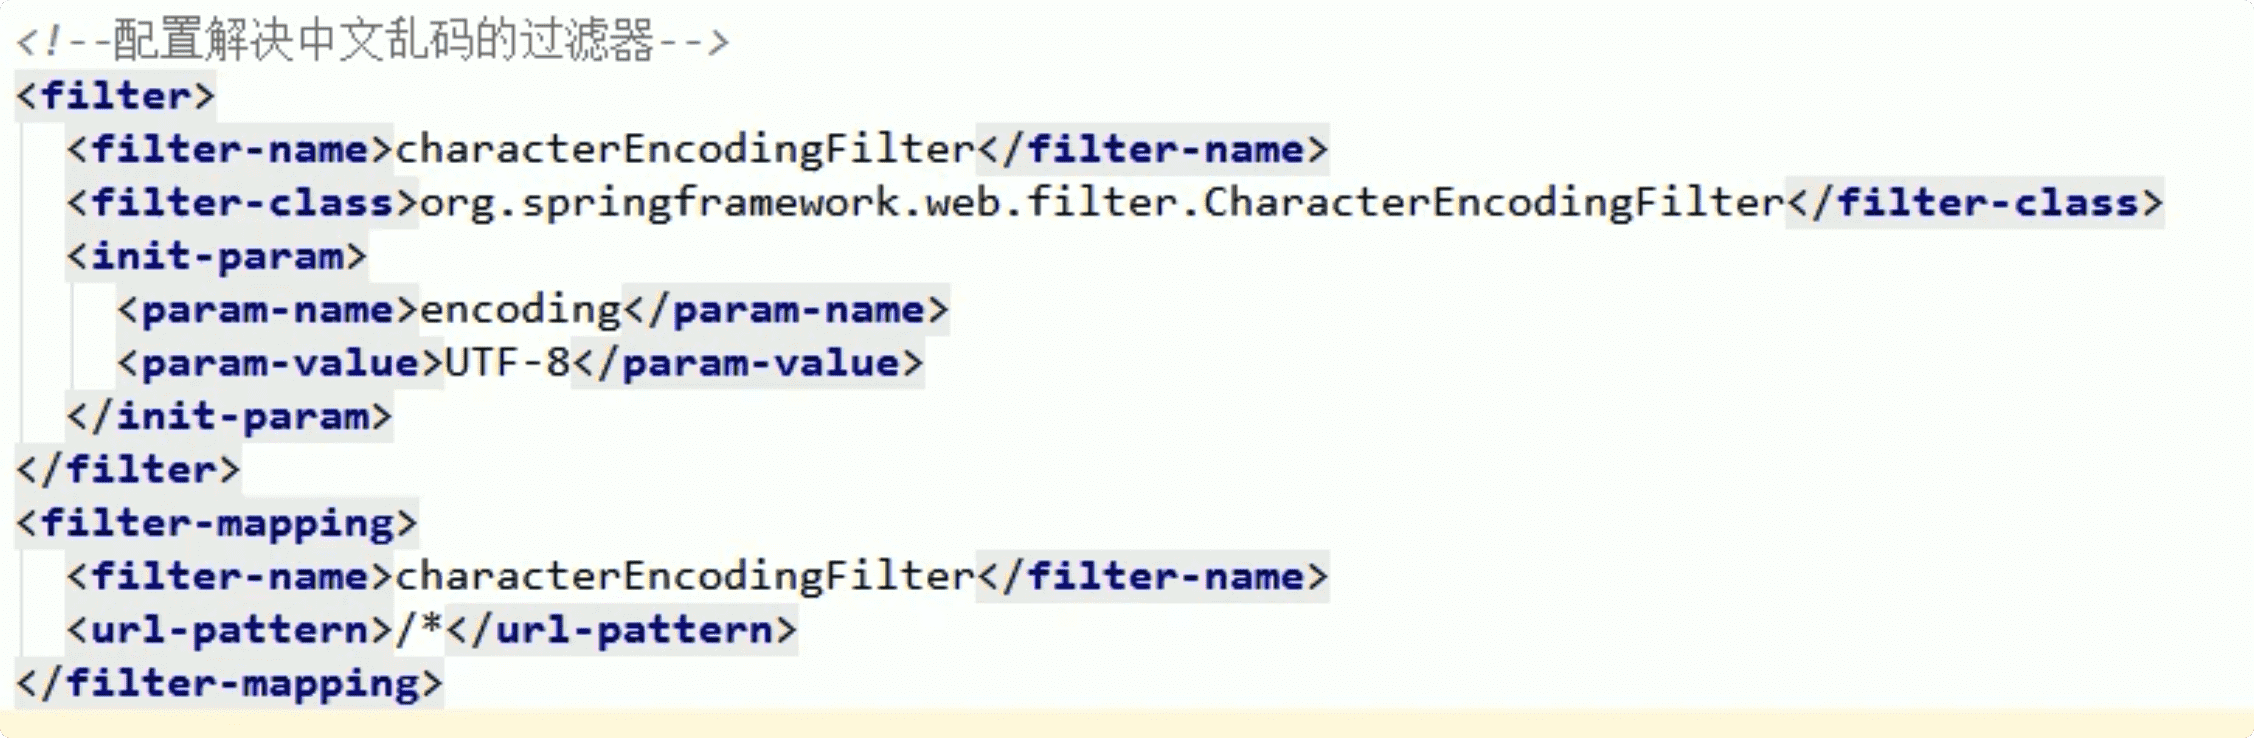 <!--配置解决中文乱码的过滤器-->
<filter>
<filter-name>characterEncodingFilter</filter-name>
<filter-class>org.springframework.web.filter.CharacterEncodingFilter</filter-class>
<init-param>
<param-name>encoding</param-name>
<param-value>UTF-8</param-value>
</init-param>
</filter>
<filter-mapping>
<filter-name>characterEncodingFilter</filter-name>
<url-pattern>/*</url-pattern>
</filter-mapping>